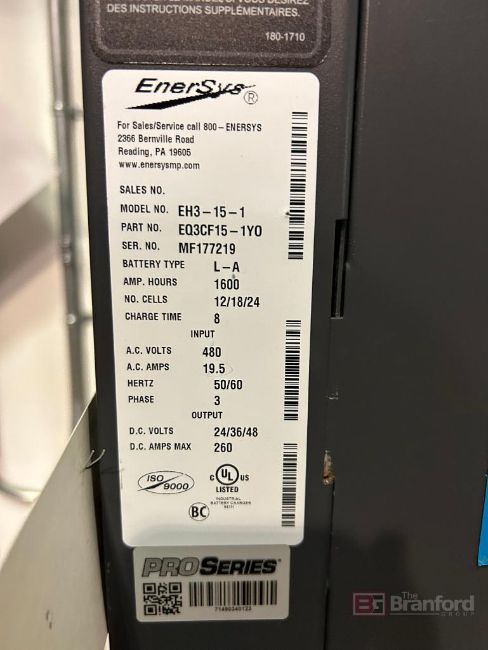 DES INSTRUCTIONS SUPPLÉMENTAIRES.
180-1710
EnerSys®
For Sales/Service call 800-ENERSYS
2366 Bernville Road
Reading, PA 19605
www.enersysmp.com
SALES NO.
MODEL NO. EH3-15-1
PART NO. EQ3CF15-1Y0
SER. NO. MF177219
BATTERY TYPE L-A
AMP. HOURS 1600
NO. CELLS 12/18/24
CHARGE TIME 8
INPUT
A.C. VOLTS 480
A.C. AMPS 19.5
HERTZ 50/60
PHASE 3
OUTPUT
D.C. VOLTS 24/36/48
D.C. AMPS MAX 260
ISO 9000
C UL US
LISTED
INDUSTRIAL
BATTERY CHARGER
BC
PROSERIES®
The
BG Branford
GROUP